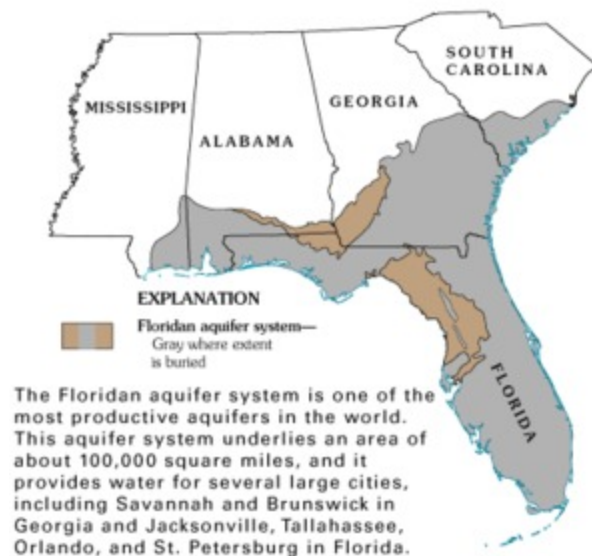 SOUTH
CAROLINA
GEORGIA
MISSISSIPPI
ALABAMA
EXPLANATION
Floridan aquifer system—
Gray where extent
is buried
FLORIDA
The Floridan aquifer system is one of the
most productive aquifers in the world.
This aquifer system underlies an area of
about 100,000 square miles, and it
provides water for several large cities,
including Savannah and Brunswick in
Georgia and Jacksonville, Tallahassee,
Orlando, and St. Petersburg in Florida.